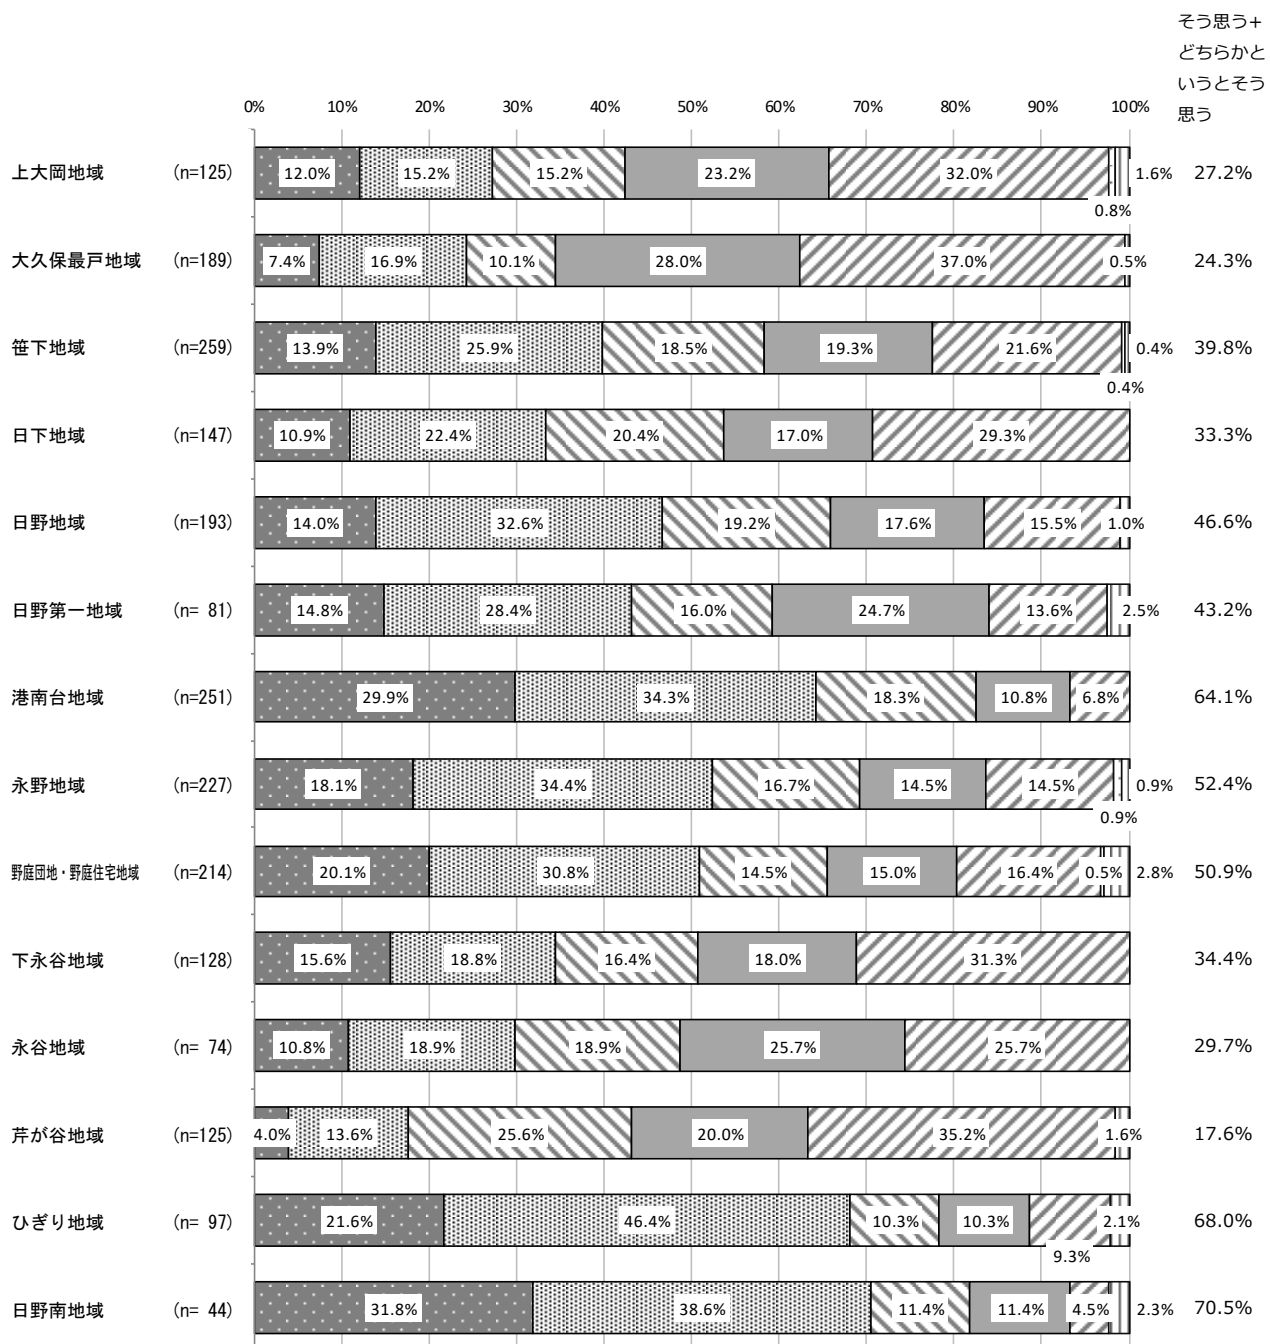 そう思う+
どちらかと
いうとそう
思う
0% 10% 20% 30% 40% 50% 60% 70% 80% 90% 100%
上大岡地域 (n=125) 12.0% 15.2% 15.2% 23.2% 32.0% 1.6% 27.2%
0.8%
大久保最戸地域 (n=189) 7.4% 16.9% 10.1% 28.0% 37.0% 0.5% 24.3%
笹下地域 (n=259) 13.9% 25.9% 18.5% 19.3% 21.6% 0.4% 39.8%
0.4%
日下地域 (n=147) 10.9% 22.4% 20.4% 17.0% 29.3% 33.3%
日野地域 (n=193) 14.0% 32.6% 19.2% 17.6% 15.5% 1.0% 46.6%
日野第一地域 (n= 81) 14.8% 28.4% 16.0% 24.7% 13.6% 2.5% 43.2%
港南台地域 (n=251) 29.9% 34.3% 18.3% 10.8% 6.8% 64.1%
永野地域 (n=227) 18.1% 34.4% 16.7% 14.5% 14.5% 0.9% 52.4%
0.9%
野庭団地・野庭住宅地域 (n=214) 20.1% 30.8% 14.5% 15.0% 16.4% 0.5% 2.8% 50.9%
下永谷地域 (n=128) 15.6% 18.8% 16.4% 18.0% 31.3% 34.4%
永谷地域 (n= 74) 10.8% 18.9% 18.9% 25.7% 25.7% 29.7%
芹が谷地域 (n=125) 4.0% 13.6% 25.6% 20.0% 35.2% 1.6% 17.6%
ひぎり地域 (n= 97) 21.6% 46.4% 10.3% 10.3% 2.1% 68.0%
9.3%
日野南地域 (n= 44) 31.8% 38.6% 11.4% 11.4% 4.5% 2.3% 70.5%